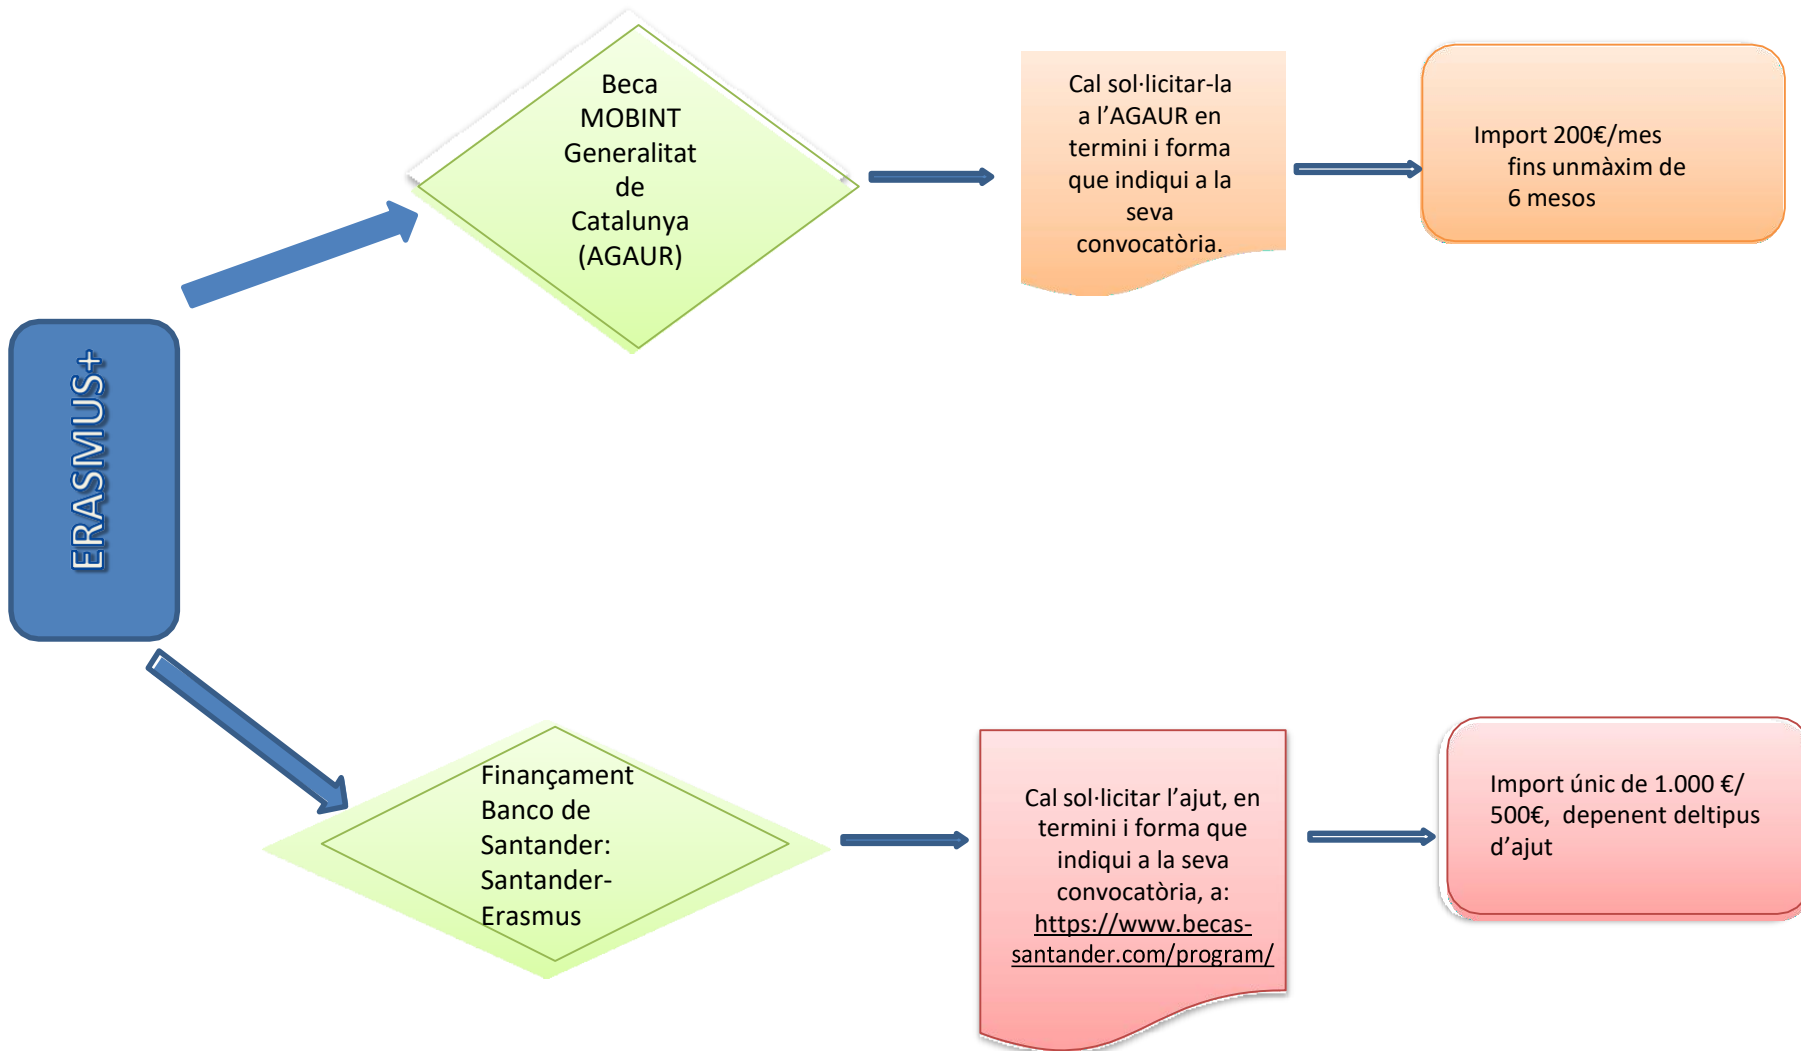 ERASMUS+
Beca
MOBINT
Generalitat
de
Catalunya
(AGAUR)
Cal sol·licitar-la
a l’AGAUR en
termini i forma
que indiqui a la
seva
convocatòria.
Import 200€/mes
fins unmàxim de
6 mesos
Finançament
Banco de
Santander:
Santander-
Erasmus
Cal sol·licitar l’ajut, en
termini i forma que
indiqui a la seva
convocatòria, a:
https://www.becas-
santander.com/program/
Import únic de 1.000 €/
500€, depenent deltipus
d’ajut